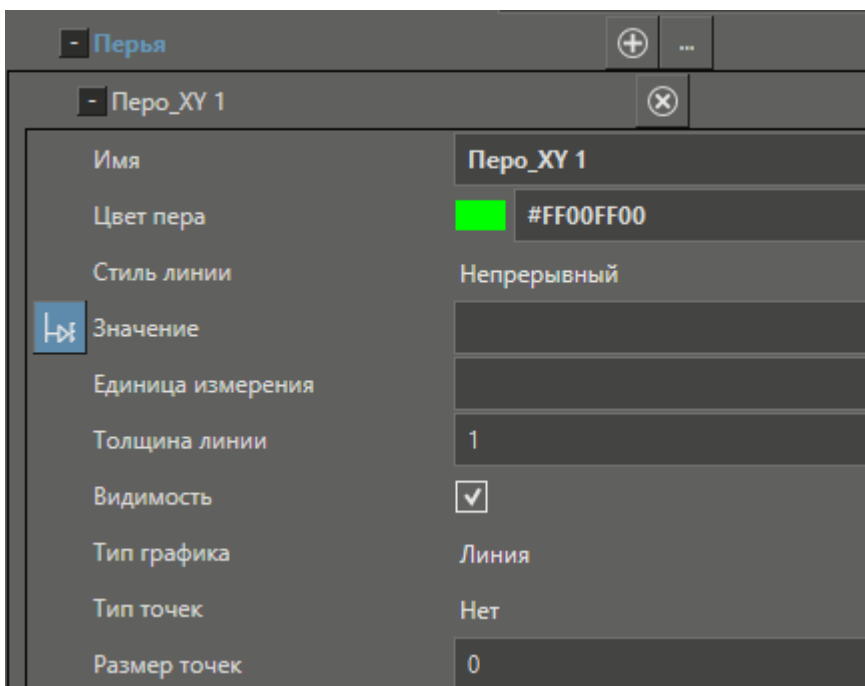 Перья
...
Перо_XY 1
Имя
Перо_XY 1
Цвет пера
#FF00FF00
Стиль линии
Непрерывный
Значение
Единица измерения
Толщина линии
1
Видимость
Тип графика
Линия
Тип точек
Нет
Размер точек
0